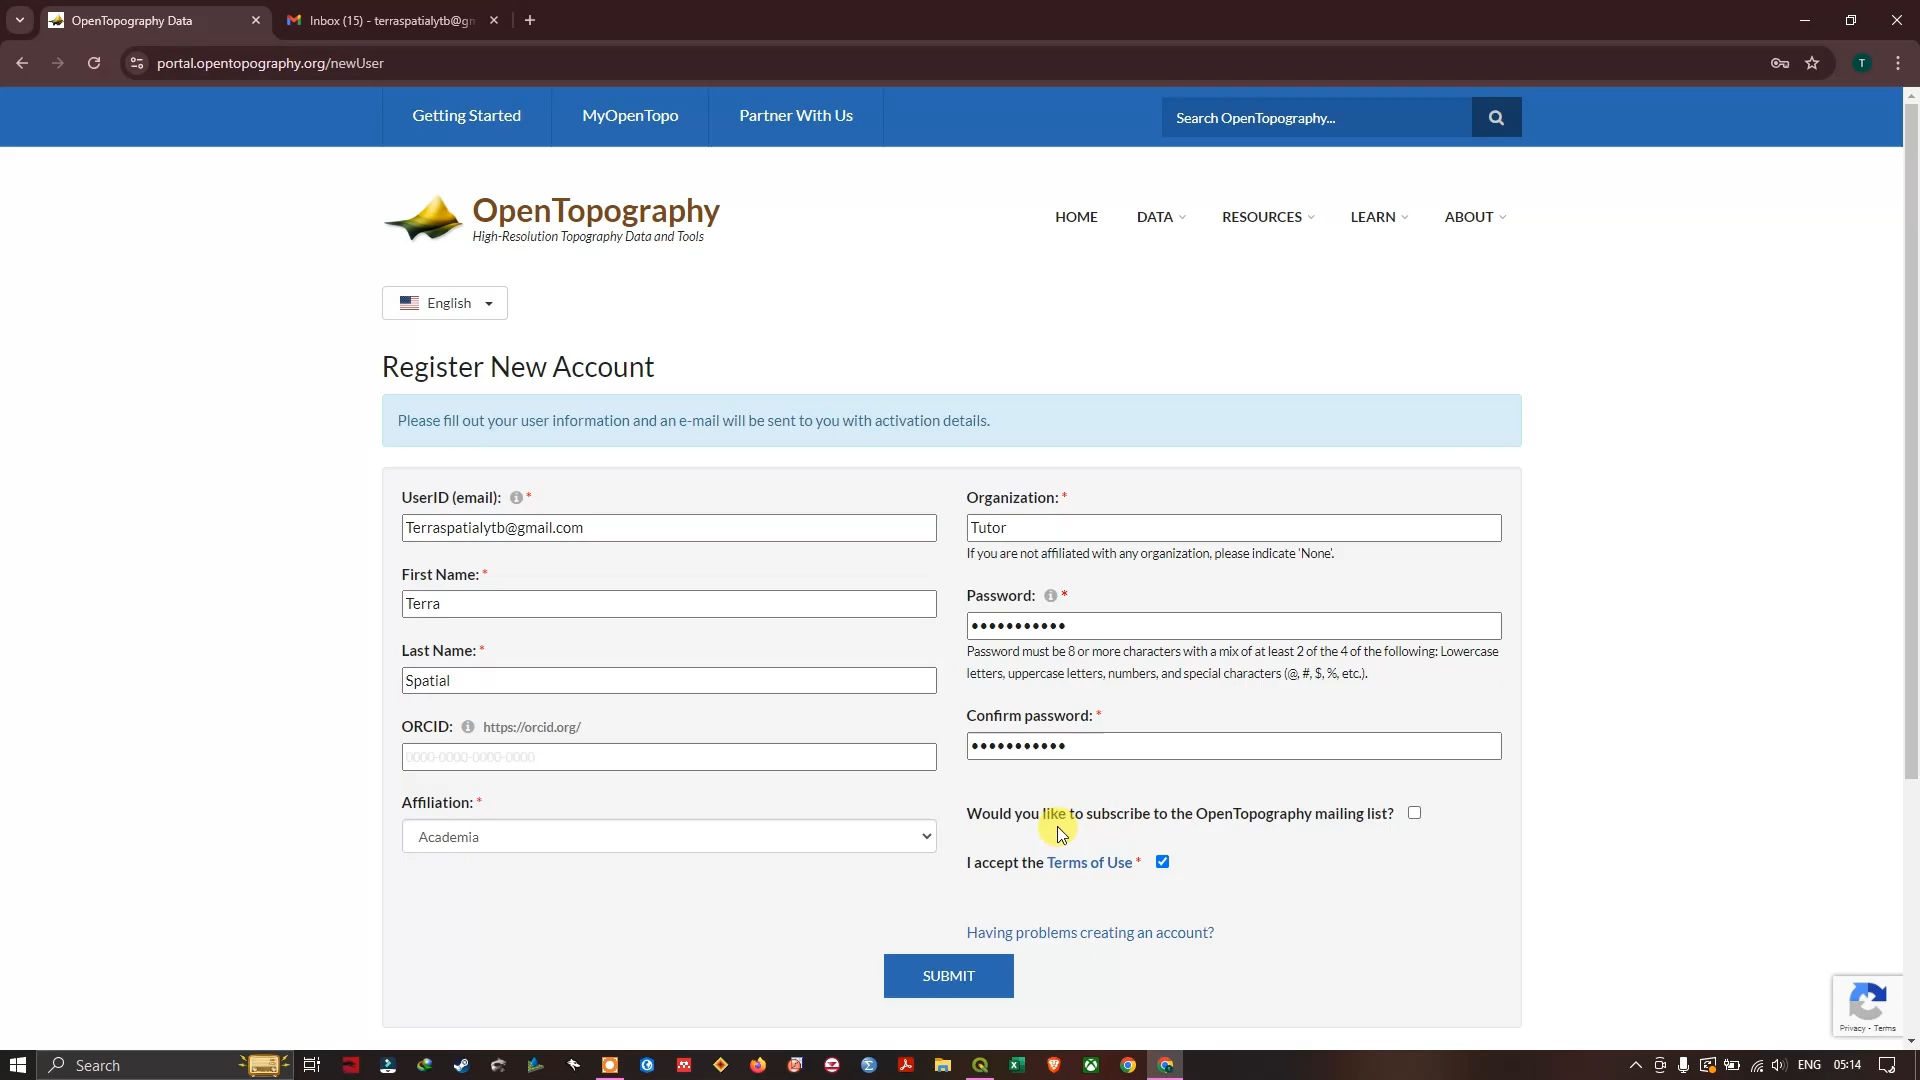 OpenTopography Data
Inbox (15) - terraspatialytb@gm
portal.opentopography.org/newUser
T
Getting Started
MyOpenTopo
Partner With Us
Search OpenTopography...
OpenTopography
High-Resolution Topography Data and Tools
HOME
DATA
RESOURCES
LEARN
ABOUT
English
Register New Account
Please fill out your user information and an e-mail will be sent to you with activation details.
UserID (email): *
Terraspatialytb@gmail.com
First Name: *
Terra
Last Name: *
Spatial
ORCID: https://orcid.org/
0000-0000-0000-0000
Affiliation: *
Academia
Organization: *
Tutor
If you are not affiliated with any organization, please indicate 'None'.
Password: *
•••••••••••
Password must be 8 or more characters with a mix of at least 2 of the 4 of the following: Lowercase
letters, uppercase letters, numbers, and special characters (@, #, $, %, etc.).
Confirm password: *
•••••••••••
Would you like to subscribe to the OpenTopography mailing list?
I accept the Terms of Use *
Having problems creating an account?
SUBMIT
Privacy - Terms
Search
ENG
05:14